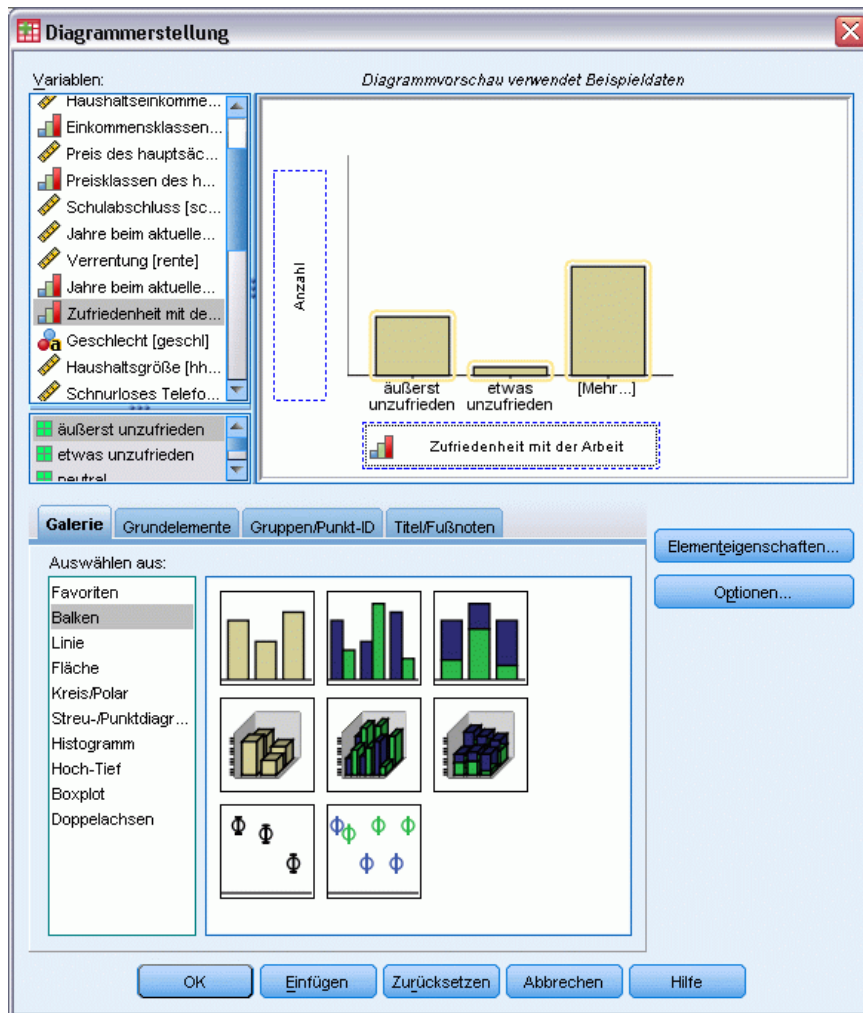 Diagrammerstellung
Variablen:
Diagrammvorschau verwendet Beispieldaten
Haushaltseinkomme...
Einkommensklassen...
Preis des hauptsäc...
Preisklassen des h...
Schulabschluss [sc...
Jahre beim aktuelle...
Verrentung [rente]
Jahre beim aktuelle...
Zufriedenheit mit de...
Geschlecht [geschl]
Haushaltsgröße [hh...
Schnurloses Telefo...
äußerst unzufrieden
etwas unzufrieden
neutral
Anzahl
äußerst unzufrieden
etwas unzufrieden
[Mehr...]
Zufriedenheit mit der Arbeit
Galerie
Grundelemente
Gruppen/Punkt-ID
Titel/Fußnoten
Elementeigenschaften...
Optionen...
Auswählen aus:
Favoriten
Balken
Linie
Fläche
Kreis/Polar
Streu-/Punktdiagr...
Histogramm
Hoch-Tief
Boxplot
Doppelachsen
OK
Einfügen
Zurücksetzen
Abbrechen
Hilfe